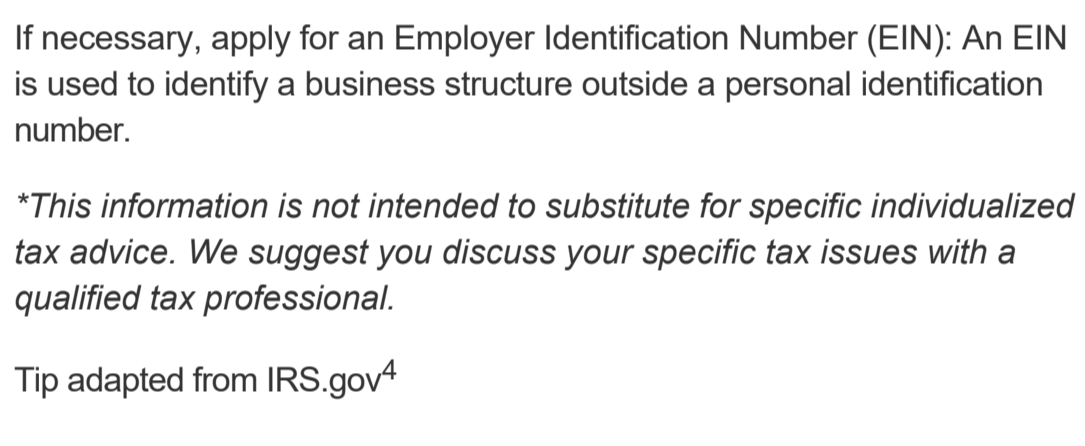 If necessary, apply for an Employer Identification Number (EIN): An EIN
is used to identify a business structure outside a personal identification
number.
*This information is not intended to substitute for specific individualized
tax advice. We suggest you discuss your specific tax issues with a
qualified tax professional.
Tip adapted from IRS.gov4